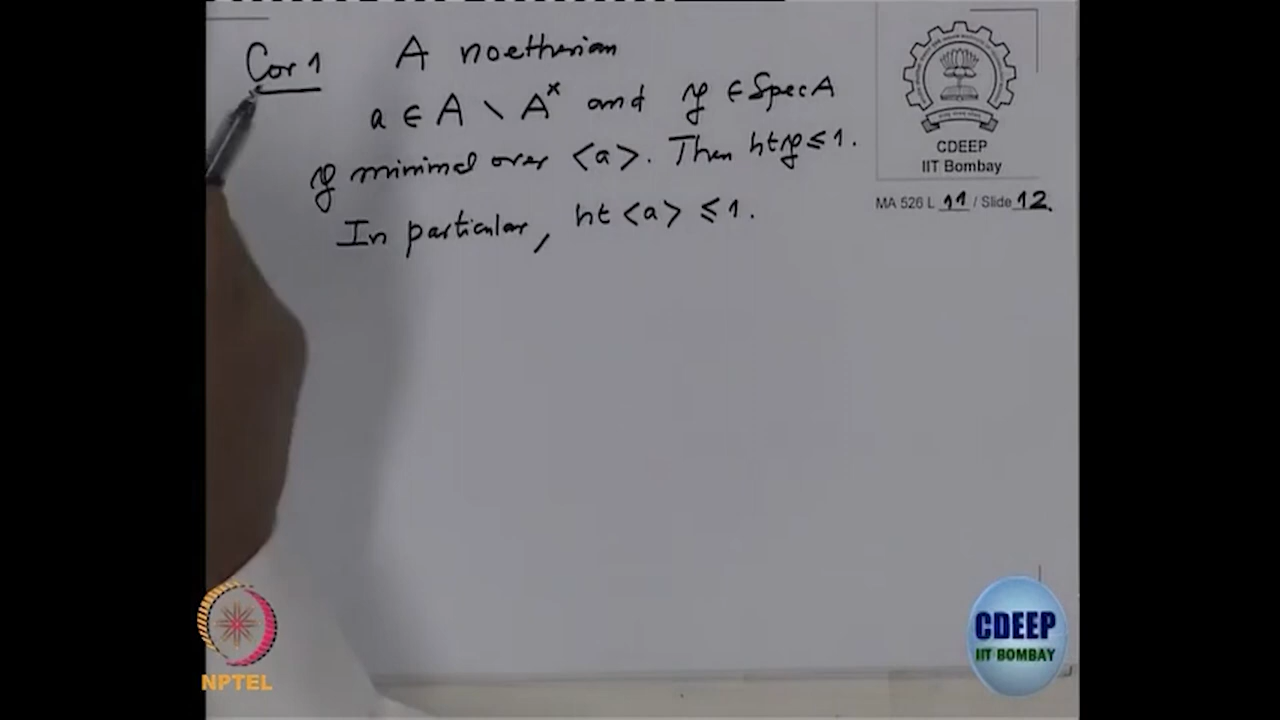 Cor 1 A noetherian
a ∈ A \ A^× and 𝔭 ∈ Spec A
𝔭 minimal over <a>. Then ht 𝔭 ≤ 1.
In particular, ht <a> ≤ 1.
CDEEP
IIT Bombay
MA 526 L 11 / Slide 12
NPTEL
CDEEP
IIT BOMBAY